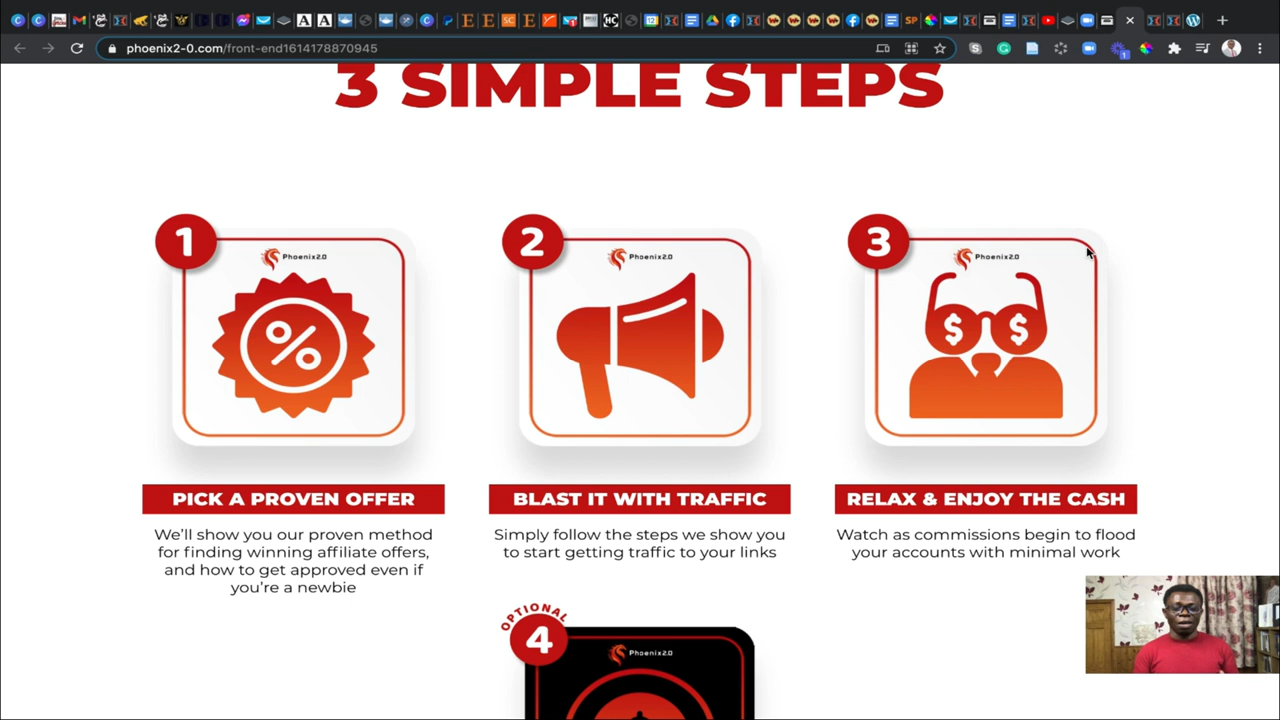 phoenix2-0.com/front-end1614178870945
3 SIMPLE STEPS
1
Phoenix2.0
%
PICK A PROVEN OFFER
We'll show you our proven method
for finding winning affiliate offers,
and how to get approved even if
you're a newbie
2
Phoenix2.0
BLAST IT WITH TRAFFIC
Simply follow the steps we show you
to start getting traffic to your links
3
Phoenix2.0
$ $
RELAX & ENJOY THE CASH
Watch as commissions begin to flood
your accounts with minimal work
OPTIONAL
4
Phoenix2.0